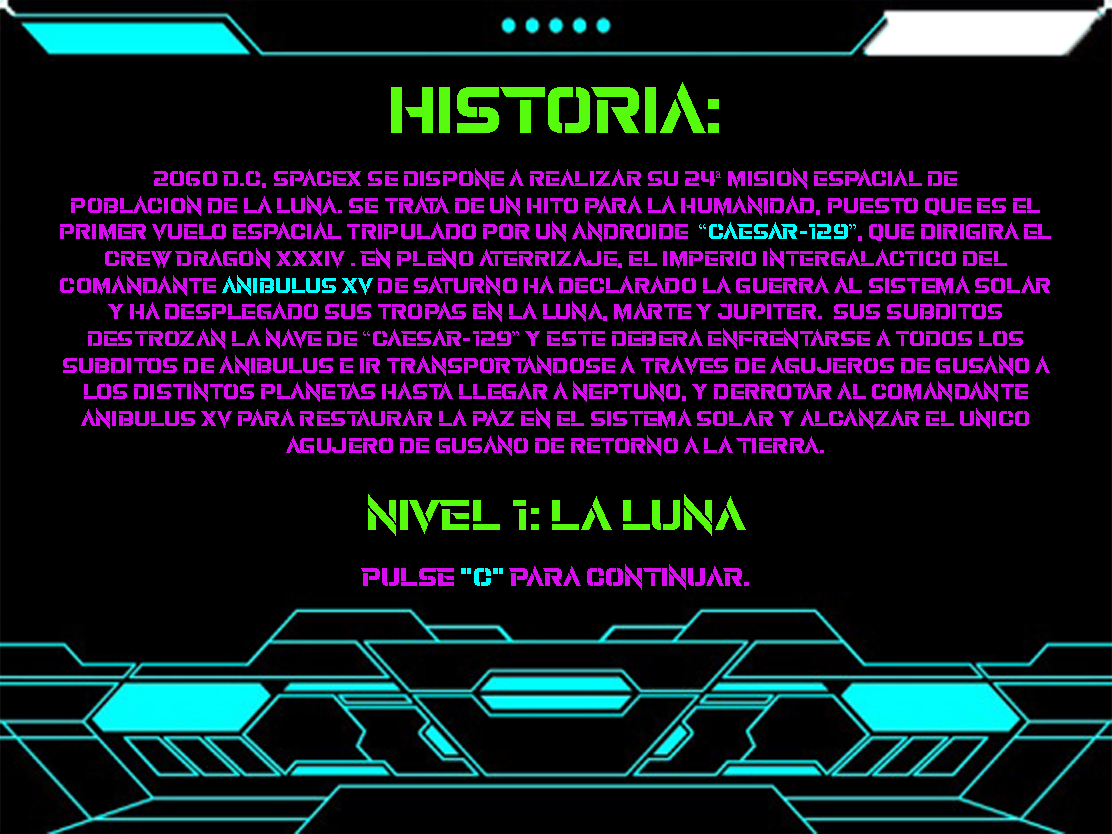 HISTORIA:
2060 D.C, SPACEX SE DISPONE A REALIZAR SU 24ª MISION ESPACIAL DE
POBLACION DE LA LUNA. SE TRATA DE UN HITO PARA LA HUMANIDAD, PUESTO QUE ES EL
PRIMER VUELO ESPACIAL TRIPULADO POR UN ANDROIDE “CAESAR-129”, QUE DIRIGIRA EL
CREW DRAGON XXXIV . EN PLENO ATERRIZAJE, EL IMPERIO INTERGALACTICO DEL
COMANDANTE ANIBULUS XV DE SATURNO HA DECLARADO LA GUERRA AL SISTEMA SOLAR
Y HA DESPLEGADO SUS TROPAS EN LA LUNA, MARTE Y JUPITER. SUS SUBDITOS
DESTROZAN LA NAVE DE “CAESAR-129” Y ESTE DEBERA ENFRENTARSE A TODOS LOS
SUBDITOS DE ANIBULUS E IR TRANSPORTANDOSE A TRAVES DE AGUJEROS DE GUSANO A
LOS DISTINTOS PLANETAS HASTA LLEGAR A NEPTUNO, Y DERROTAR AL COMANDANTE
ANIBULUS XV PARA RESTAURAR LA PAZ EN EL SISTEMA SOLAR Y ALCANZAR EL UNICO
AGUJERO DE GUSANO DE RETORNO A LA TIERRA.
NIVEL 1: LA LUNA
PULSE "C" PARA CONTINUAR.